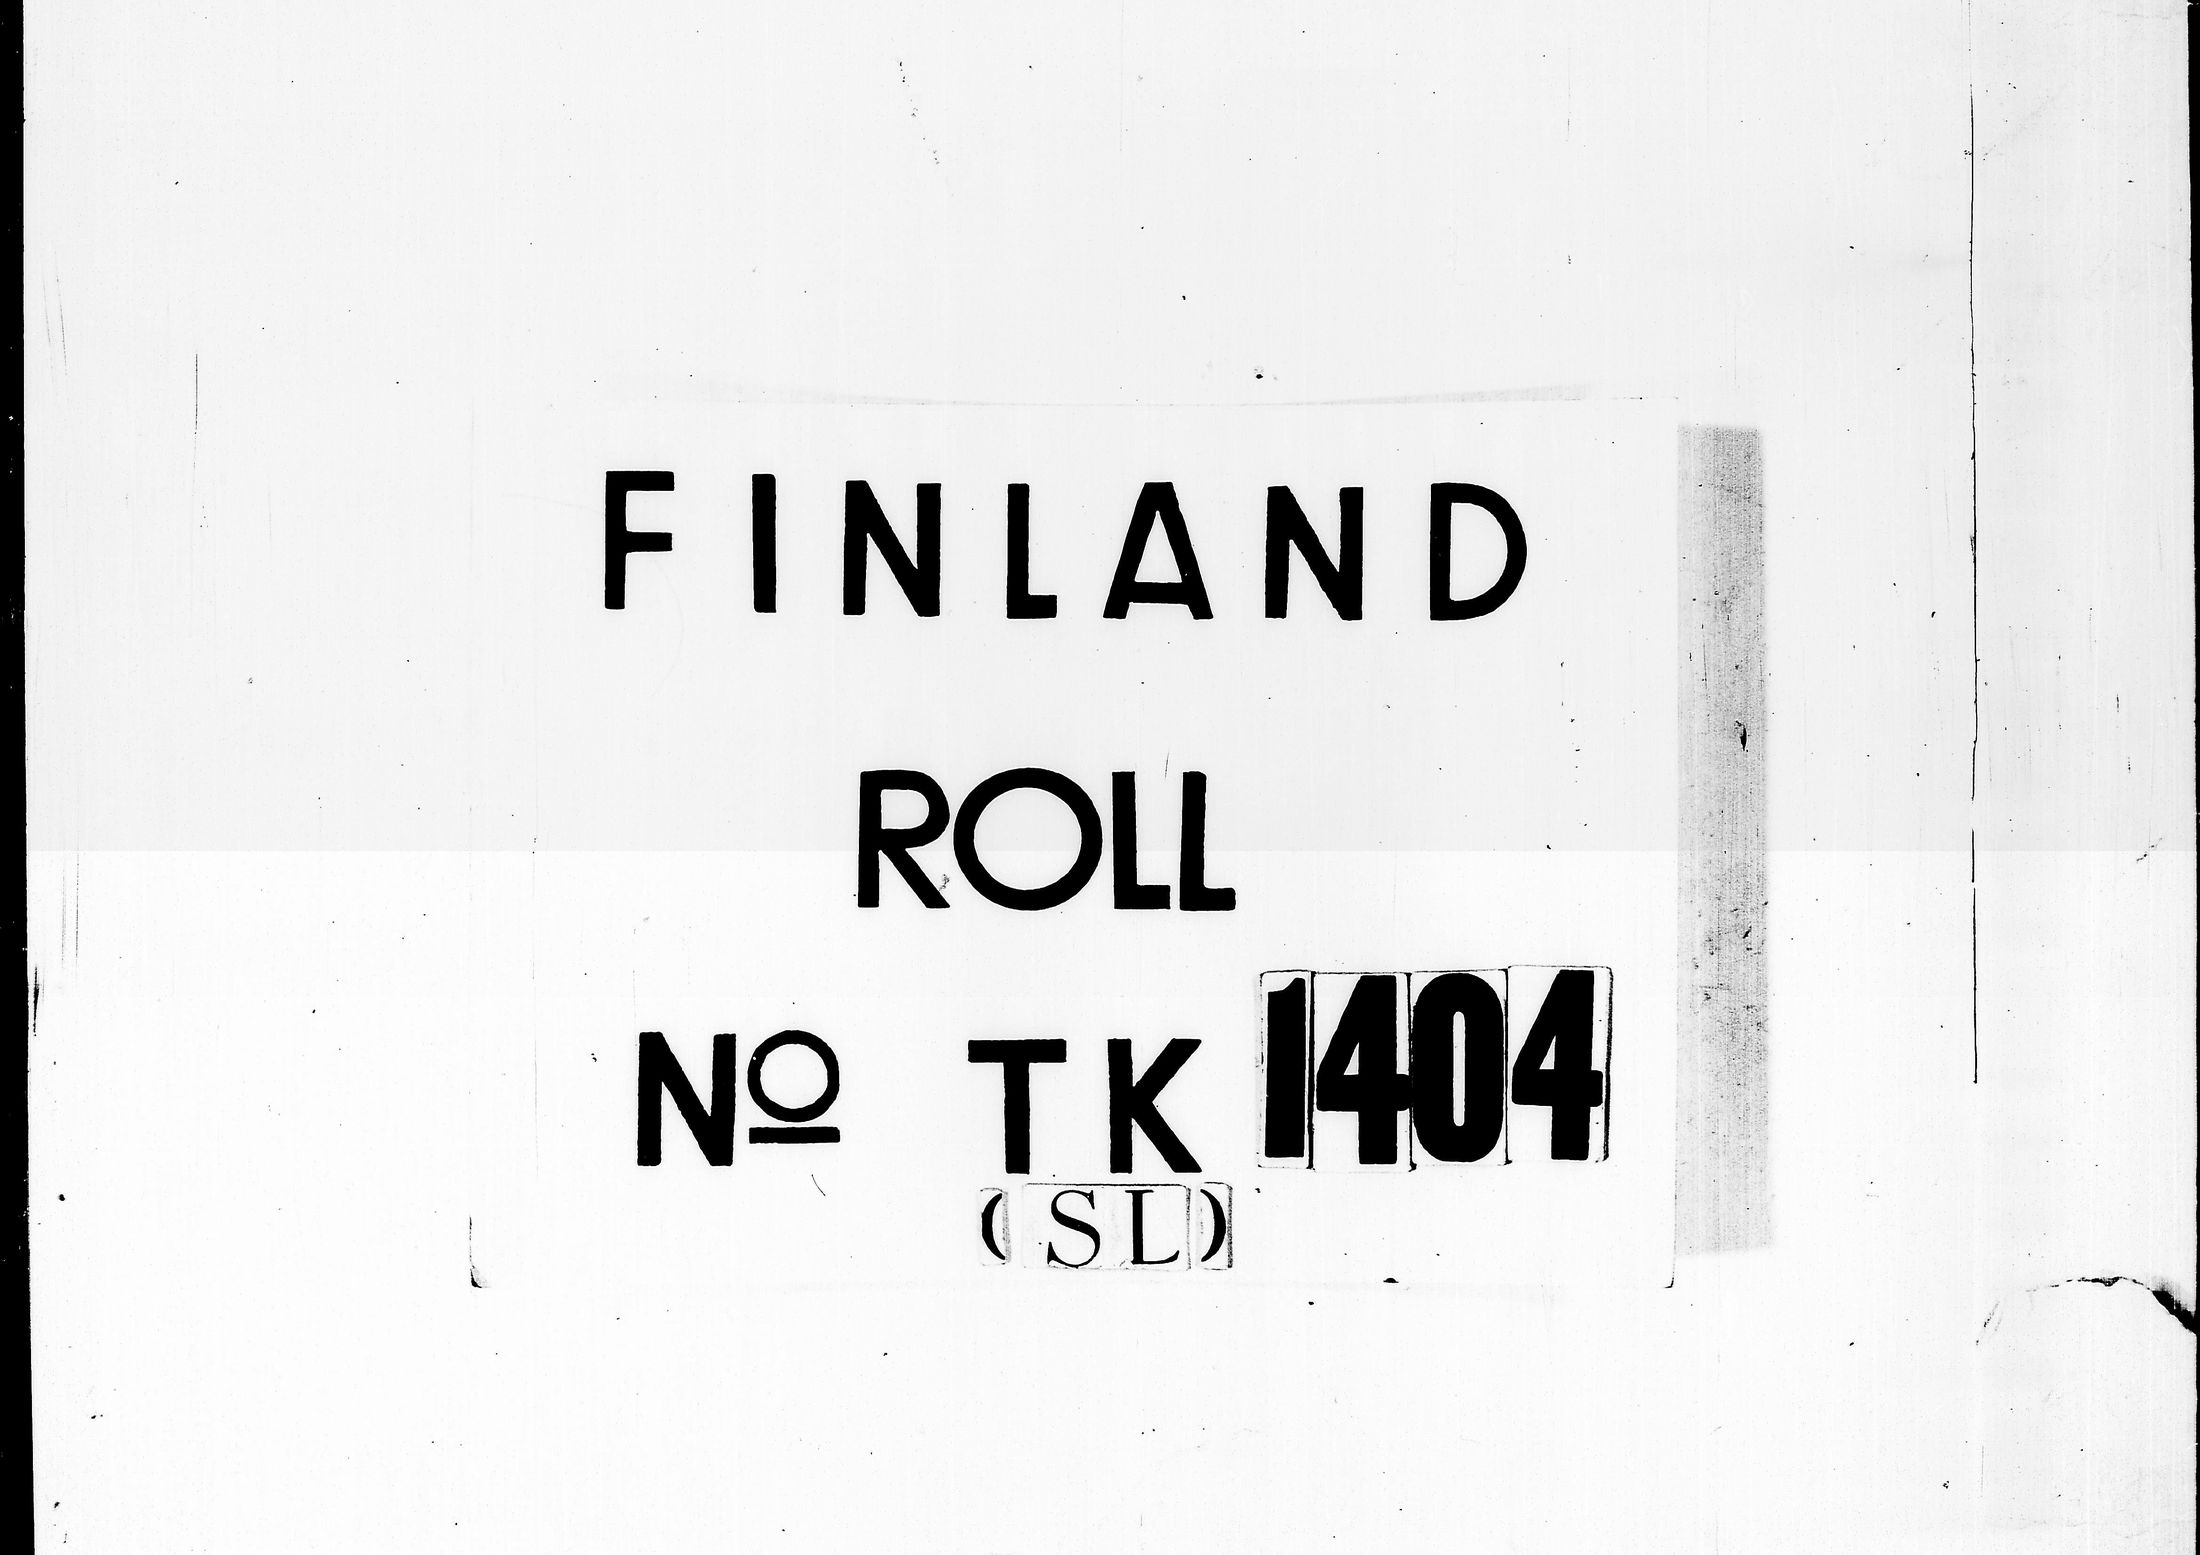 FINLAND
ROLL
Nº TK 1404
(SL)